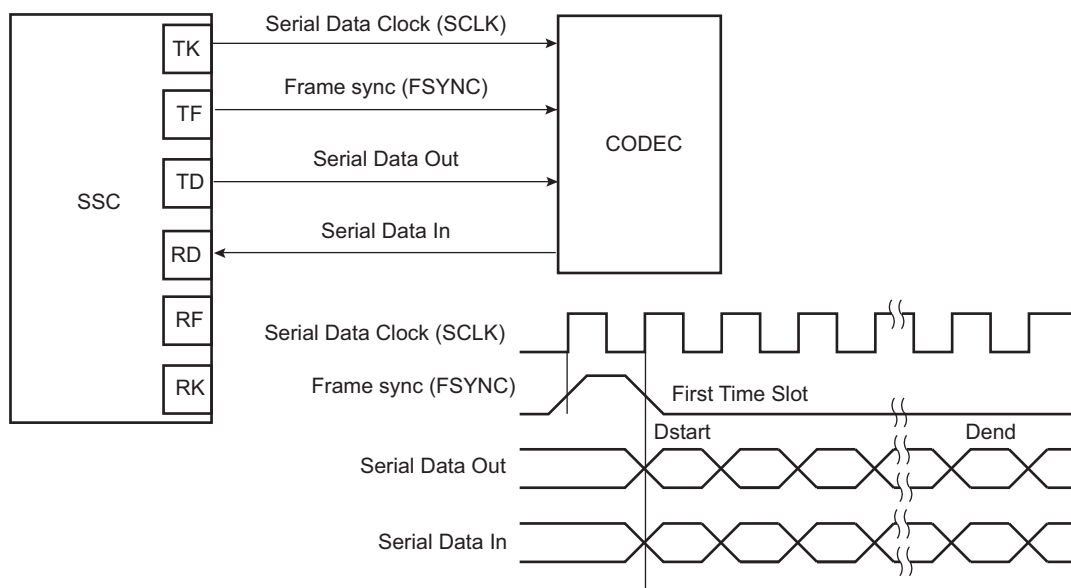 Serial Data Clock (SCLK)
TK
Frame sync (FSYNC)
TF
CODEC
Serial Data Out
TD
SSC
Serial Data In
RD
RF
Serial Data Clock (SCLK)
RK
Frame sync (FSYNC)
First Time Slot
Dstart
Dend
Serial Data Out
Serial Data In